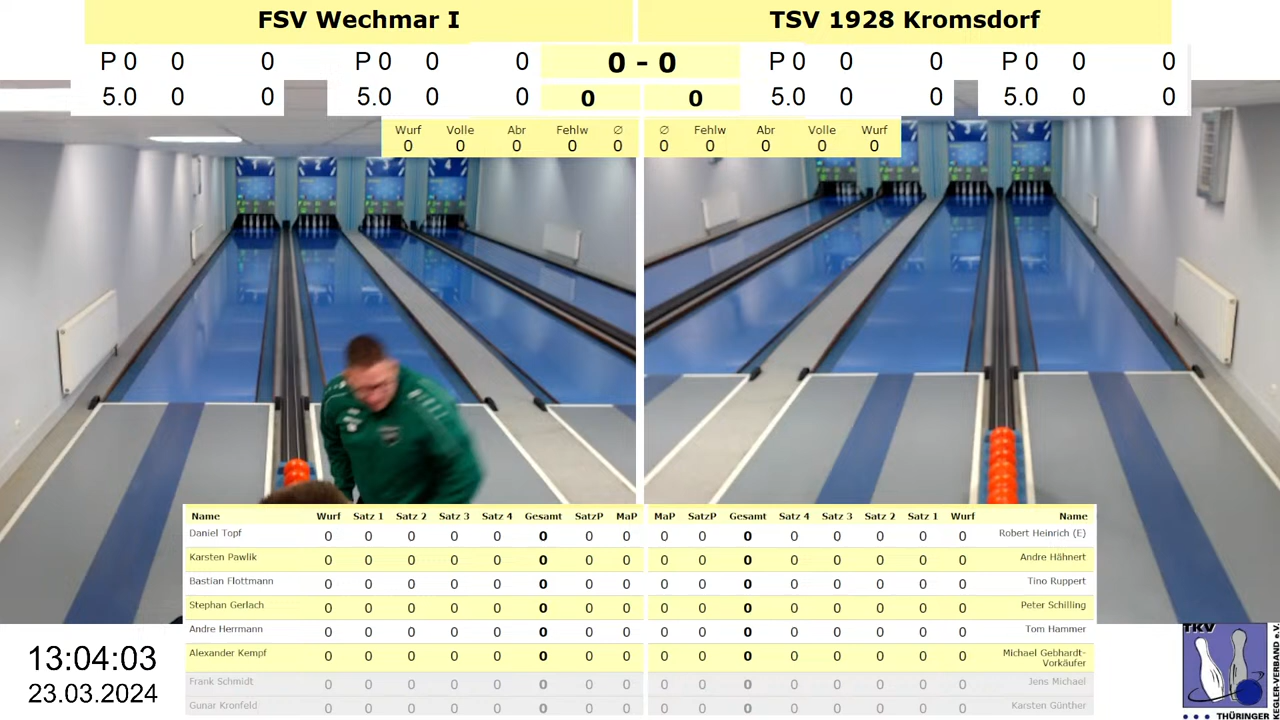 FSV Wechmar I TSV 1928 Kromsdorf
P 0 0 0 P 0 0 0 0 - 0 P 0 0 0 P 0 0 0
5.0 0 0 5.0 0 0 0 0 5.0 0 0 5.0 0 0
Wurf Volle Abr Fehlw ∅ ∅ Fehlw Abr Volle Wurf
0 0 0 0 0 0 0 0 0 0
Name Wurf Satz 1 Satz 2 Satz 3 Satz 4 Gesamt SatzP MaP MaP SatzP Gesamt Satz 4 Satz 3 Satz 2 Satz 1 Wurf Name
Daniel Topf 0 0 0 0 0 0 0 0 0 0 0 0 0 0 0 0 Robert Heinrich (E)
Karsten Pawlik 0 0 0 0 0 0 0 0 0 0 0 0 0 0 0 0 Andre Hähnert
Bastian Flottmann 0 0 0 0 0 0 0 0 0 0 0 0 0 0 0 0 Tino Ruppert
Stephan Gerlach 0 0 0 0 0 0 0 0 0 0 0 0 0 0 0 0 Peter Schilling
Andre Herrmann 0 0 0 0 0 0 0 0 0 0 0 0 0 0 0 0 Tom Hammer
Alexander Kempf 0 0 0 0 0 0 0 0 0 0 0 0 0 0 0 0 Michael Gebhardt-
Vorkäufer
Frank Schmidt 0 0 0 0 0 0 0 0 0 0 0 0 0 0 0 0 Jens Michael
Gunar Kronfeld 0 0 0 0 0 0 0 0 0 0 0 0 0 0 0 0 Karsten Günther
13:04:03
23.03.2024
TKV
THÜRINGER
KEGLER-VERBAND e.V.